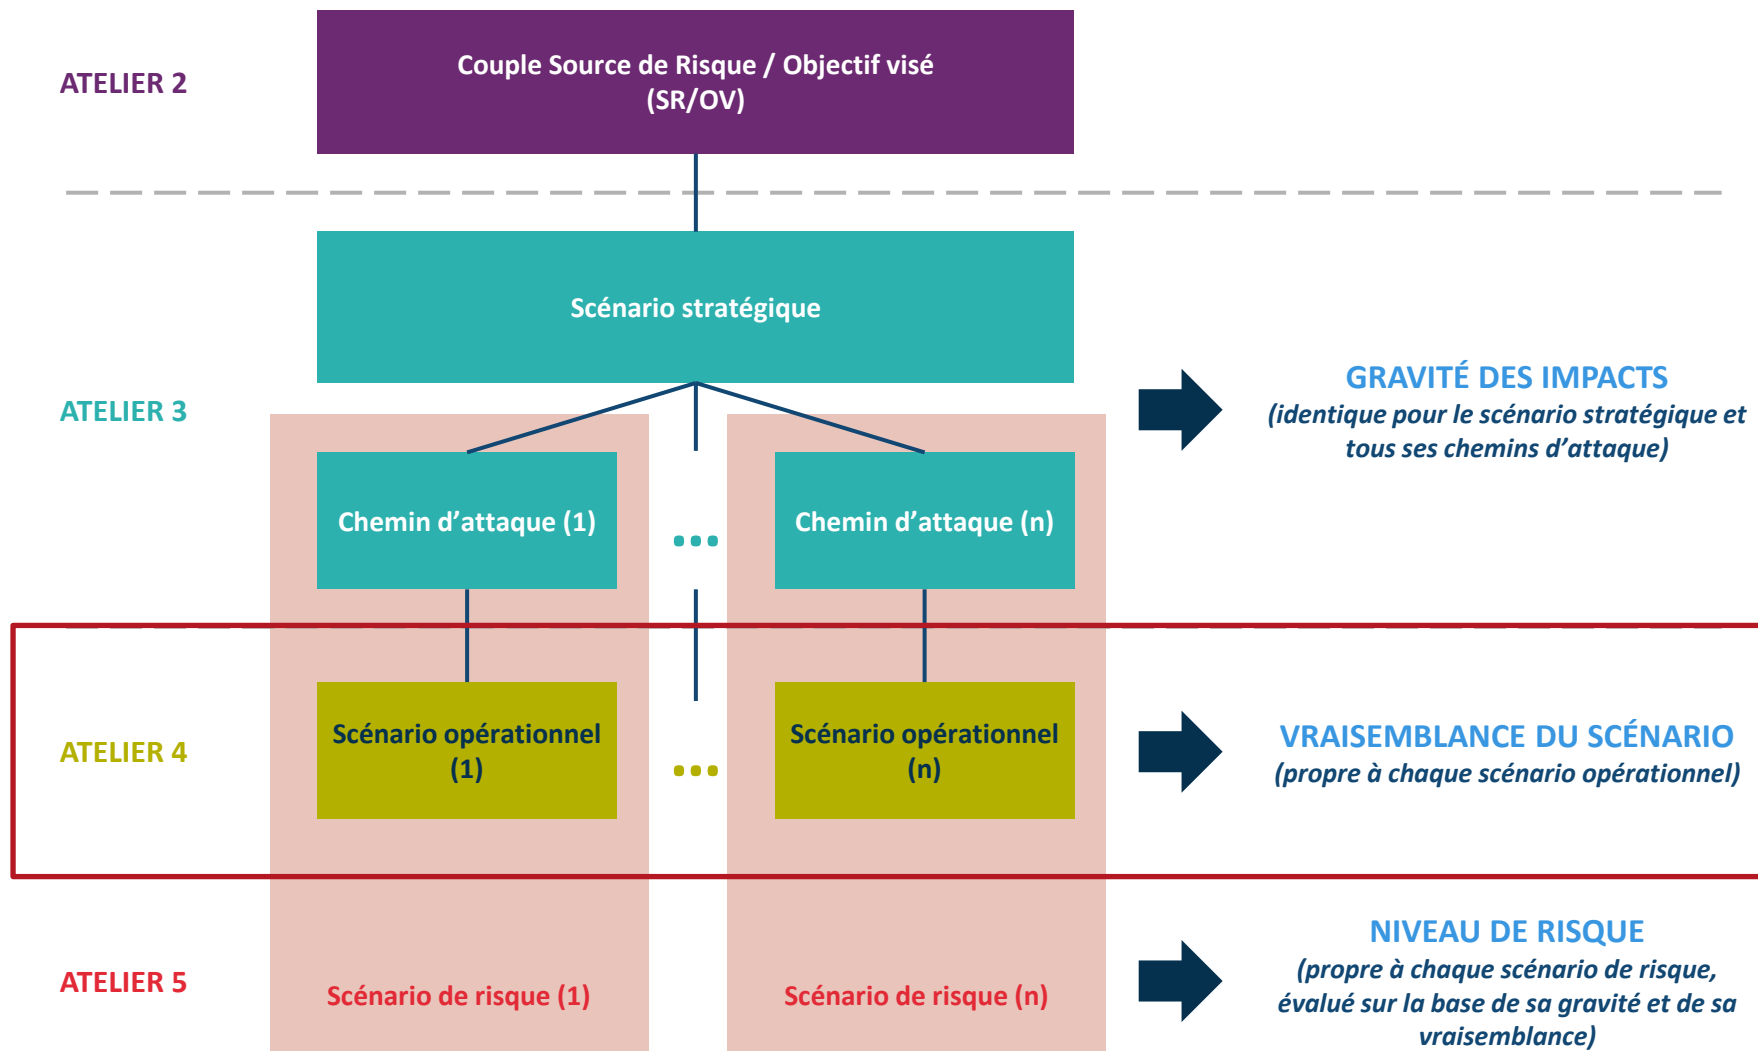 ATELIER 2
Couple Source de Risque / Objectif visé
(SR/OV)
Scénario stratégique
ATELIER 3
GRAVITÉ DES IMPACTS
(identique pour le scénario stratégique et
tous ses chemins d’attaque)
Chemin d’attaque (1)
...
Chemin d’attaque (n)
ATELIER 4
Scénario opérationnel
(1)
...
Scénario opérationnel
(n)
VRAISEMBLANCE DU SCÉNARIO
(propre à chaque scénario opérationnel)
ATELIER 5
Scénario de risque (1)
Scénario de risque (n)
NIVEAU DE RISQUE
(propre à chaque scénario de risque,
évalué sur la base de sa gravité et de sa
vraisemblance)